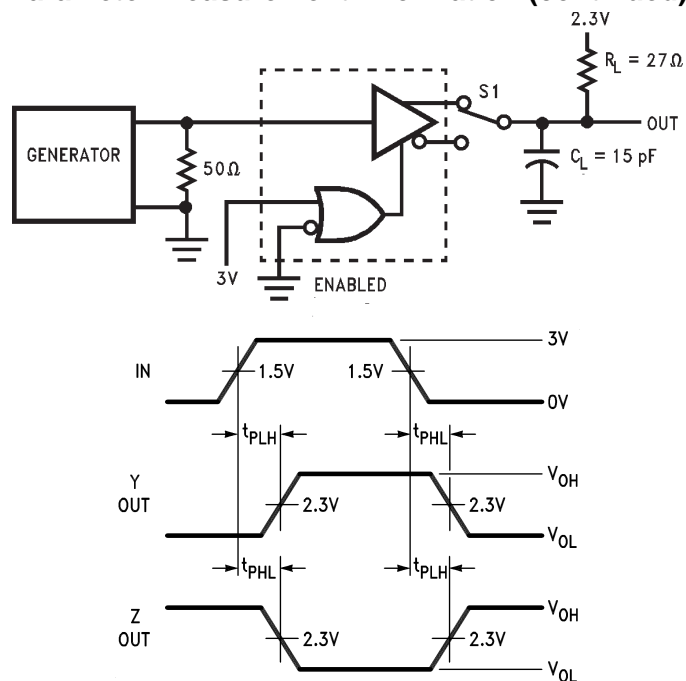 2.3V
R_L = 27Ω
S1
OUT
GENERATOR
50Ω
C_L = 15 pF
3V
ENABLED
3V
IN
1.5V
1.5V
0V
t_PLH
t_PHL
V_OH
Y
OUT
2.3V
2.3V
V_OL
t_PHL
t_PLH
V_OH
Z
OUT
2.3V
2.3V
V_OL